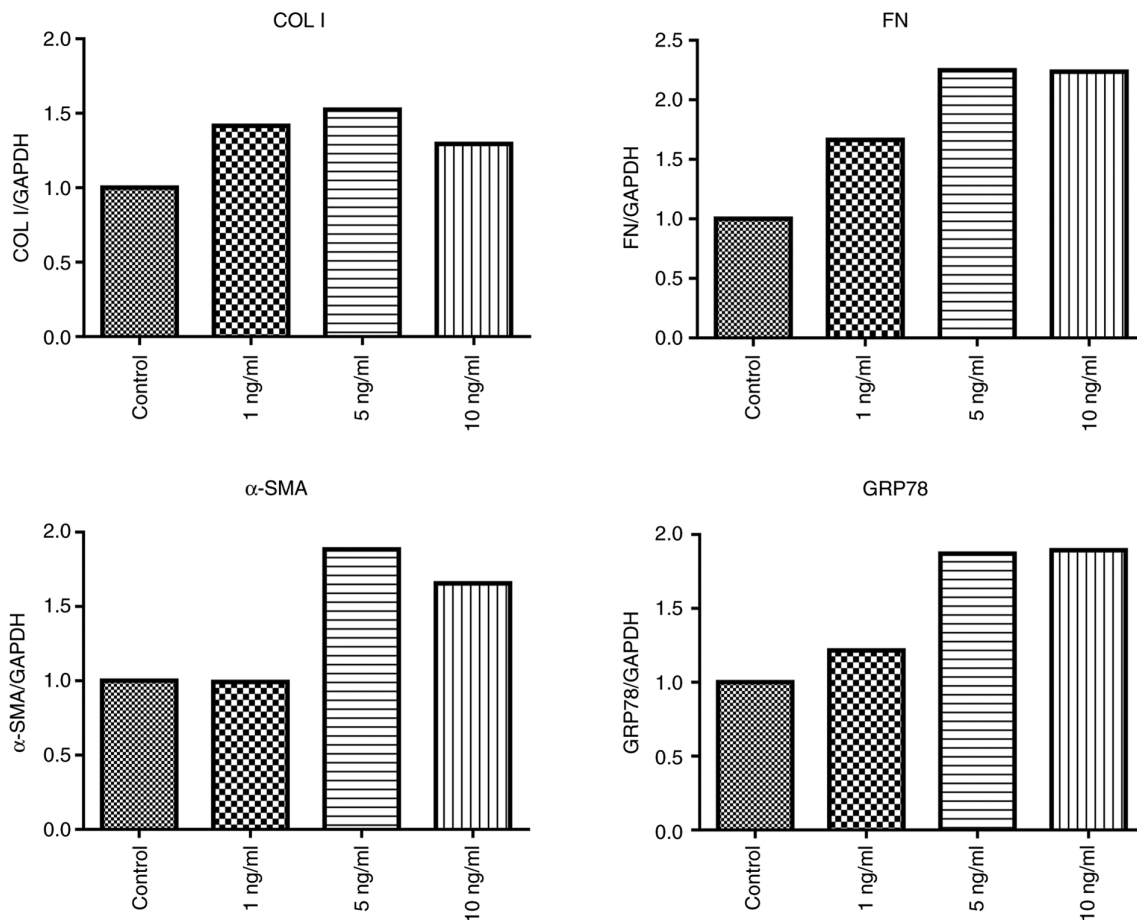 COL I
COL I/GAPDH
2.0
1.5
1.0
0.5
0.0
Control
1 ng/ml
5 ng/ml
10 ng/ml
FN
FN/GAPDH
2.5
2.0
1.5
1.0
0.5
0.0
Control
1 ng/ml
5 ng/ml
10 ng/ml
α-SMA
α-SMA/GAPDH
2.0
1.5
1.0
0.5
0.0
Control
1 ng/ml
5 ng/ml
10 ng/ml
GRP78
GRP78/GAPDH
2.0
1.5
1.0
0.5
0.0
Control
1 ng/ml
5 ng/ml
10 ng/ml